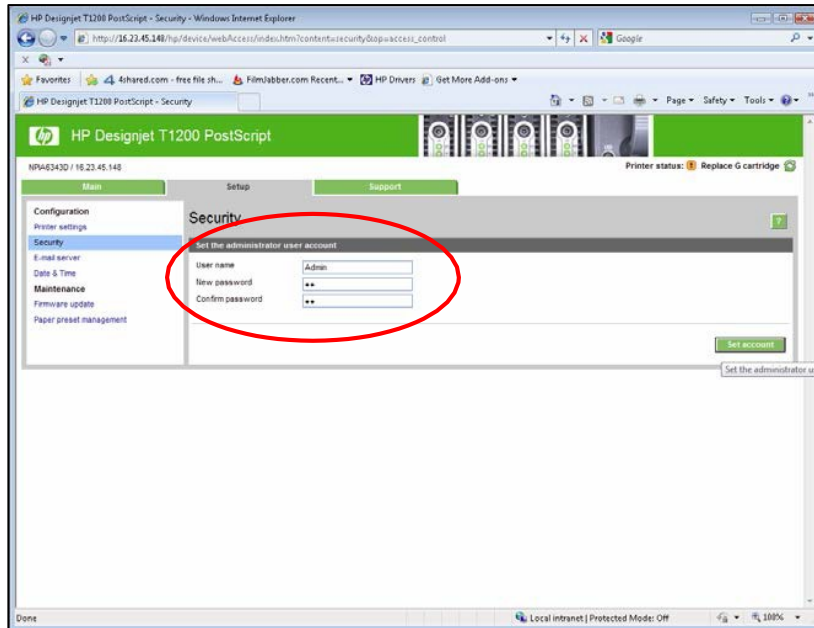 HP Designjet T1200 PostScript - Security - Windows Internet Explorer
http://16.23.45.148/hp/device/webAccess/index.htm?content=security&top=access_control
Google
Favorites 4shared.com - free file sh... FilmJabber.com Recent... HP Drivers Get More Add-ons
HP Designjet T1200 PostScript - Security
Page Safety Tools
hp HP Designjet T1200 PostScript
NPIA6343D / 16.23.45.148
Printer status: Replace G cartridge
Main Setup Support
Configuration
Printer settings
Security
E-mail server
Date & Time
Maintenance
Firmware update
Paper preset management
Security
?
Set the administrator user account
User name Admin
New password ••
Confirm password ••
Set account
Set the administrator u
Done
Local intranet | Protected Mode: Off
100%